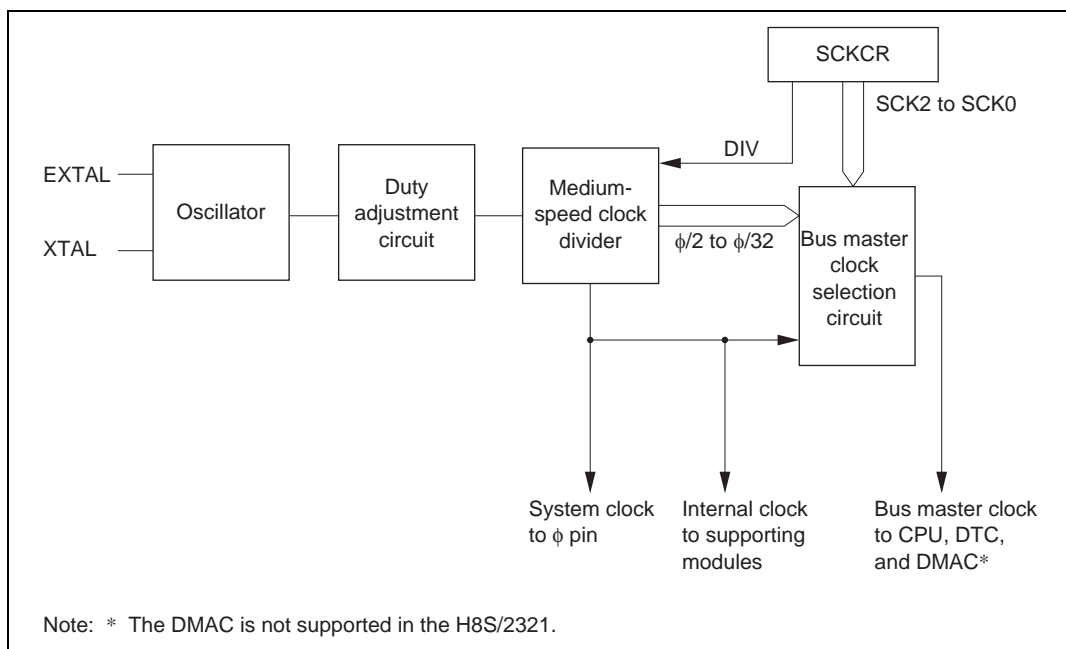 SCKCR
SCK2 to SCK0
DIV
EXTAL
XTAL
Oscillator
Duty
adjustment
circuit
Medium-
speed clock
divider
ϕ/2 to ϕ/32
Bus master
clock
selection
circuit
System clock
to ϕ pin
Internal clock
to supporting
modules
Bus master clock
to CPU, DTC,
and DMAC*
Note: * The DMAC is not supported in the H8S/2321.